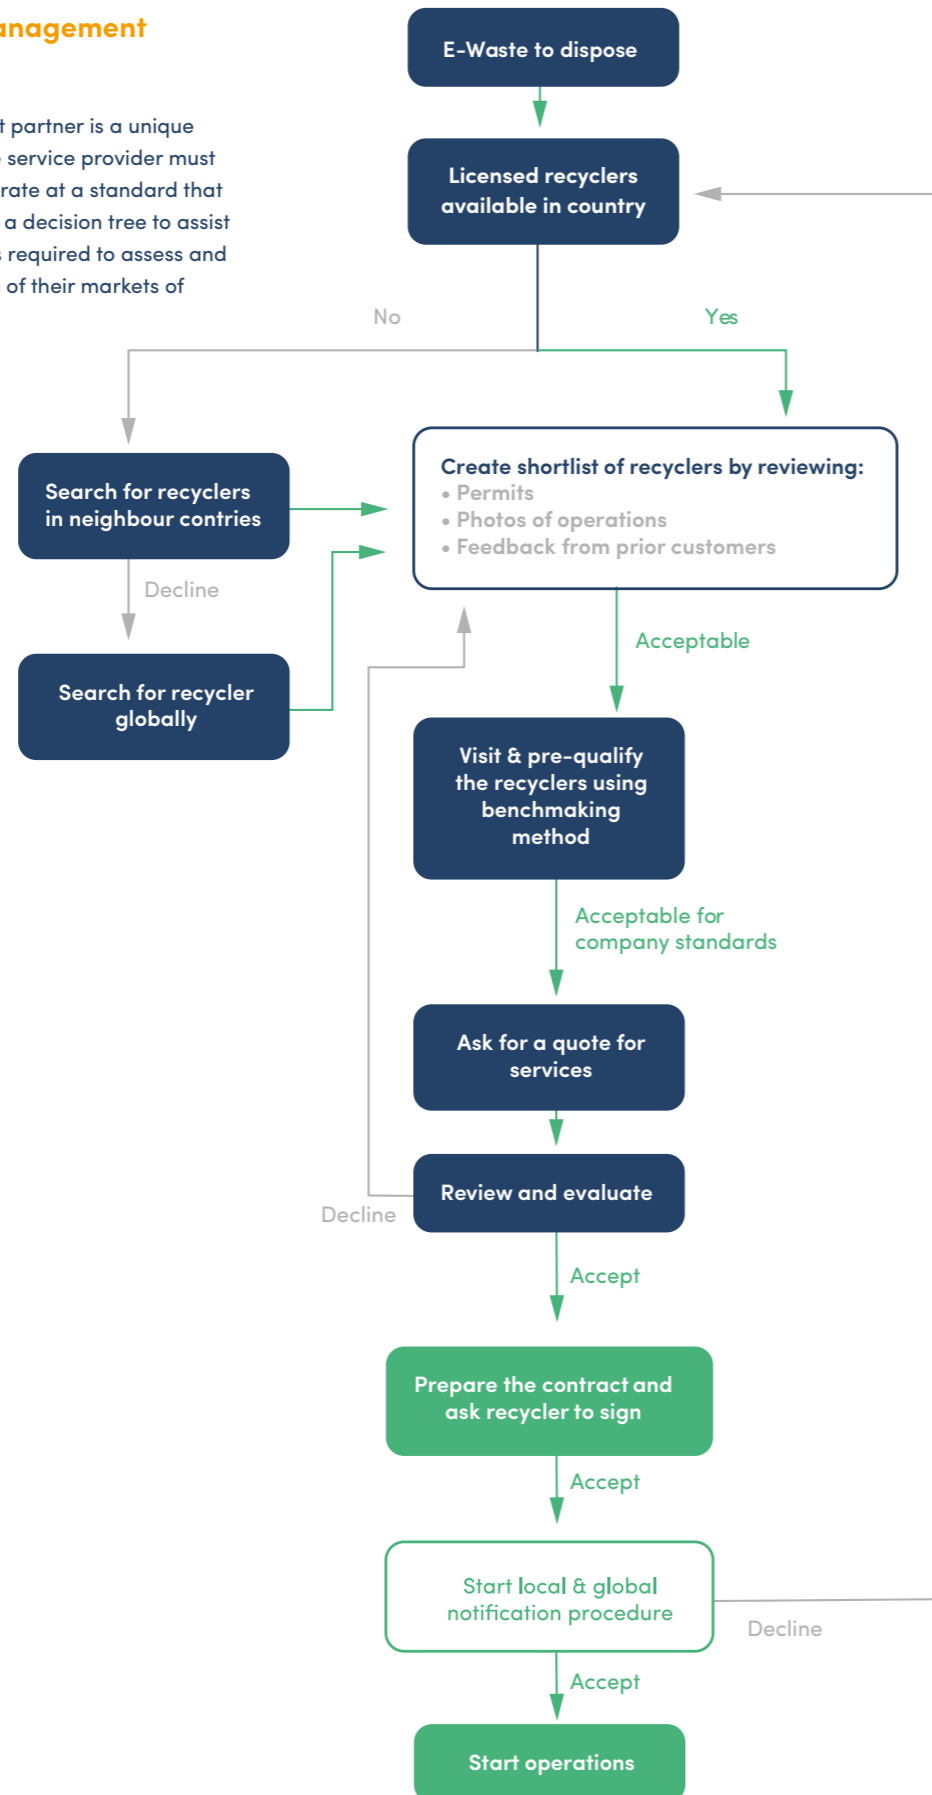 anagement
t partner is a unique
service provider must
rate at a standard that
a decision tree to assist
required to assess and
of their markets of
E-Waste to dispose
Licensed recyclers
available in country
No
Yes
Search for recyclers
in neighbour contries
Create shortlist of recyclers by reviewing:
• Permits
• Photos of operations
• Feedback from prior customers
Decline
Search for recycler
globally
Acceptable
Visit & pre-qualify
the recyclers using
benchmaking
method
Acceptable for
company standards
Ask for a quote for
services
Review and evaluate
Decline
Accept
Prepare the contract and
ask recycler to sign
Accept
Start local & global
notification procedure
Decline
Accept
Start operations